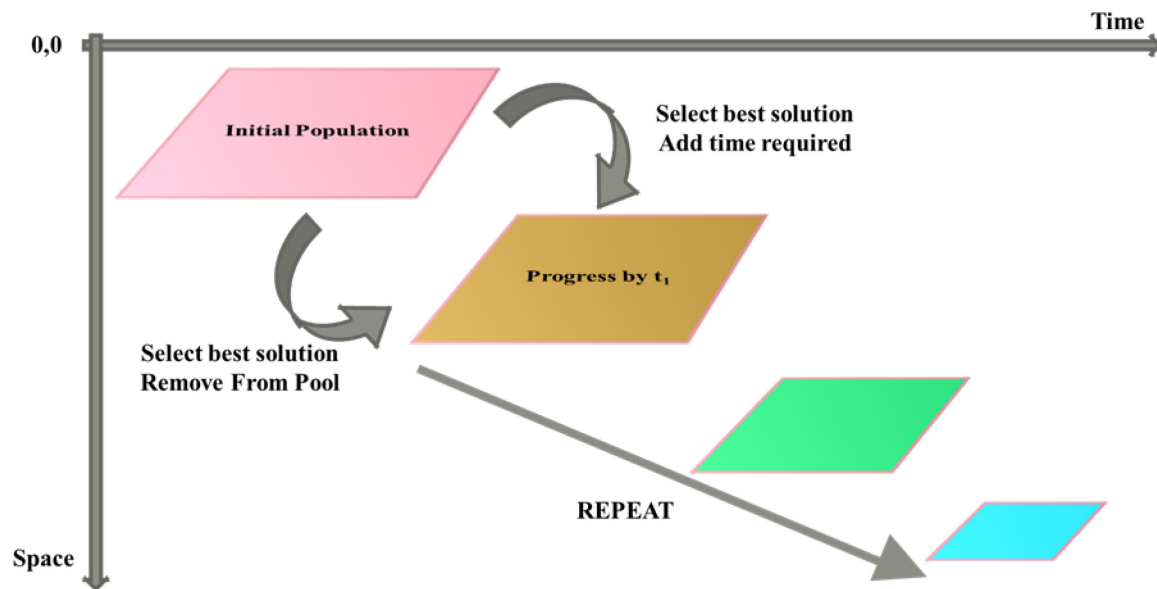 Time
0,0
Initial Population
Select best solution
Add time required
Progress by t₁
Select best solution
Remove From Pool
REPEAT
Space